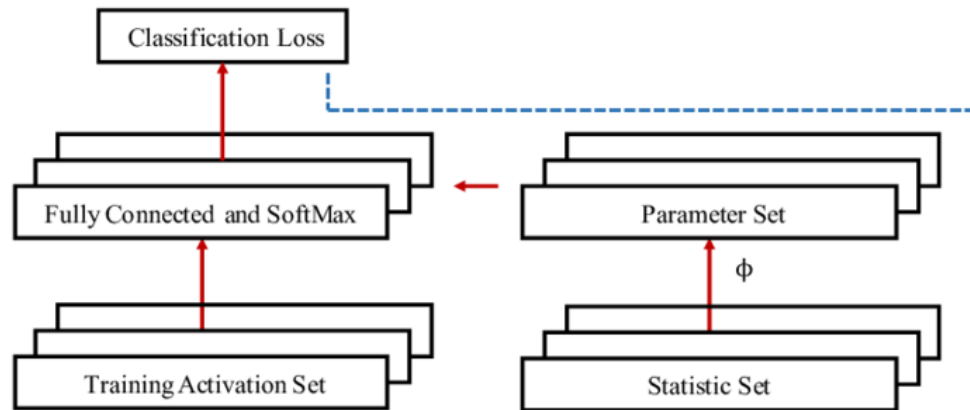 Classification Loss
Fully Connected and SoftMax
Parameter Set
ϕ
Training Activation Set
Statistic Set